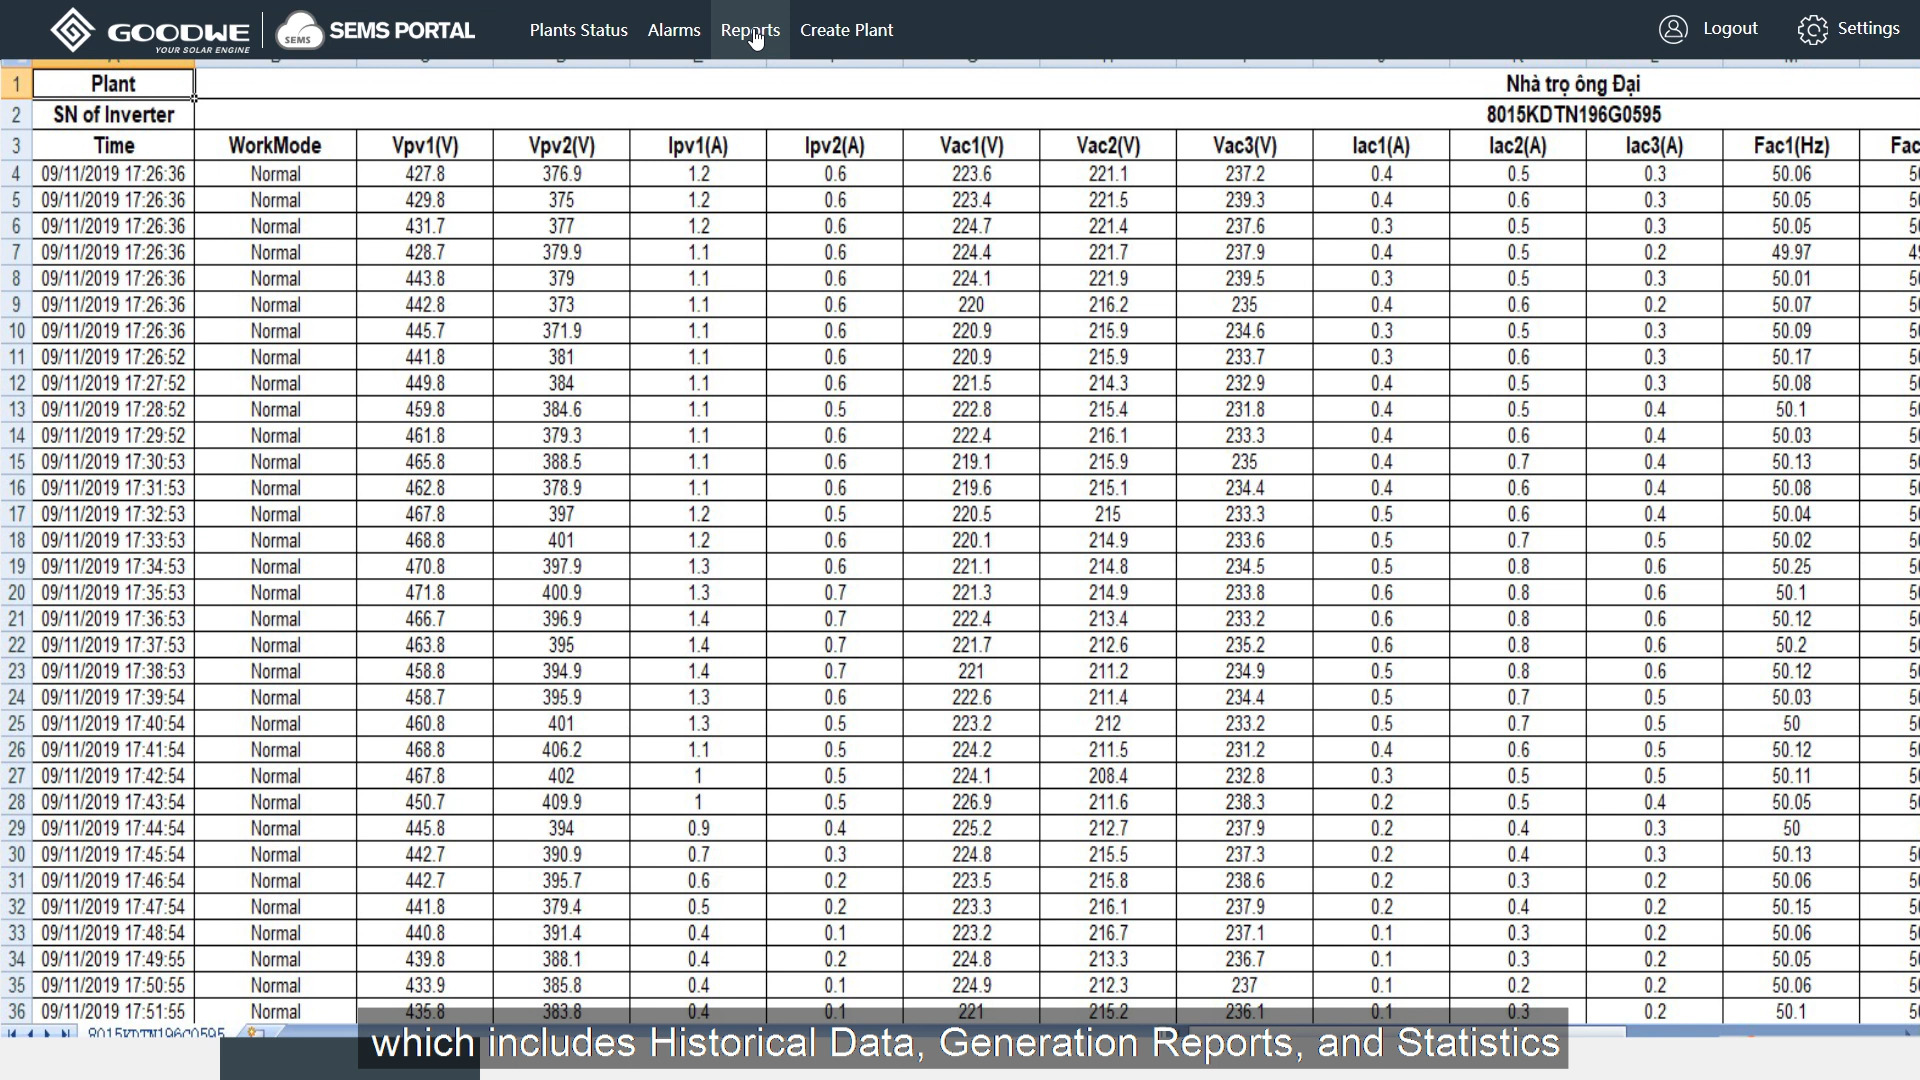 GOODWE YOUR SOLAR ENGINE SEMS SEMS PORTAL Plants Status Alarms Reports Create Plant Logout Settings
1 Plant Nhà trọ ông Đại
2 SN of Inverter 8015KDTN196G0595
3 Time WorkMode Vpv1(V) Vpv2(V) Ipv1(A) Ipv2(A) Vac1(V) Vac2(V) Vac3(V) Iac1(A) Iac2(A) Iac3(A) Fac1(Hz) Fac
4 09/11/2019 17:26:36 Normal 427.8 376.9 1.2 0.6 223.6 221.1 237.2 0.4 0.5 0.3 50.06
5 09/11/2019 17:26:36 Normal 429.8 375 1.2 0.6 223.4 221.5 239.3 0.4 0.6 0.3 50.05
6 09/11/2019 17:26:36 Normal 431.7 377 1.2 0.6 224.7 221.4 237.6 0.3 0.5 0.3 50.05
7 09/11/2019 17:26:36 Normal 428.7 379.9 1.1 0.6 224.4 221.7 237.9 0.4 0.5 0.2 49.97
8 09/11/2019 17:26:36 Normal 443.8 379 1.1 0.6 224.1 221.9 239.5 0.3 0.5 0.3 50.01
9 09/11/2019 17:26:36 Normal 442.8 373 1.1 0.6 220 216.2 235 0.4 0.6 0.2 50.07
10 09/11/2019 17:26:36 Normal 445.7 371.9 1.1 0.6 220.9 215.9 234.6 0.3 0.5 0.3 50.09
11 09/11/2019 17:26:52 Normal 441.8 381 1.1 0.6 220.9 215.9 233.7 0.3 0.6 0.3 50.17
12 09/11/2019 17:27:52 Normal 449.8 384 1.1 0.6 221.5 214.3 232.9 0.4 0.5 0.3 50.08
13 09/11/2019 17:28:52 Normal 459.8 384.6 1.1 0.5 222.8 215.4 231.8 0.4 0.5 0.4 50.1
14 09/11/2019 17:29:52 Normal 461.8 379.3 1.1 0.6 222.4 216.1 233.3 0.4 0.6 0.4 50.03
15 09/11/2019 17:30:53 Normal 465.8 388.5 1.1 0.6 219.1 215.9 235 0.4 0.7 0.4 50.13
16 09/11/2019 17:31:53 Normal 462.8 378.9 1.1 0.6 219.6 215.1 234.4 0.4 0.6 0.4 50.08
17 09/11/2019 17:32:53 Normal 467.8 397 1.2 0.5 220.5 215 233.3 0.5 0.6 0.4 50.04
18 09/11/2019 17:33:53 Normal 468.8 401 1.2 0.6 220.1 214.9 233.6 0.5 0.7 0.5 50.02
19 09/11/2019 17:34:53 Normal 470.8 397.9 1.3 0.6 221.1 214.8 234.5 0.5 0.8 0.6 50.25
20 09/11/2019 17:35:53 Normal 471.8 400.9 1.3 0.7 221.3 214.9 233.8 0.6 0.8 0.6 50.1
21 09/11/2019 17:36:53 Normal 466.7 396.9 1.4 0.7 222.4 213.4 233.2 0.6 0.8 0.6 50.12
22 09/11/2019 17:37:53 Normal 463.8 395 1.4 0.7 221.7 212.6 235.2 0.6 0.8 0.6 50.2
23 09/11/2019 17:38:53 Normal 458.8 394.9 1.4 0.7 221 211.2 234.9 0.5 0.8 0.6 50.12
24 09/11/2019 17:39:54 Normal 458.7 395.9 1.3 0.6 222.6 211.4 234.4 0.5 0.7 0.5 50.03
25 09/11/2019 17:40:54 Normal 460.8 401 1.3 0.5 223.2 212 233.2 0.5 0.7 0.5 50
26 09/11/2019 17:41:54 Normal 468.8 406.2 1.1 0.5 224.2 211.5 231.2 0.4 0.6 0.5 50.12
27 09/11/2019 17:42:54 Normal 467.8 402 1 0.5 224.1 208.4 232.8 0.3 0.5 0.5 50.11
28 09/11/2019 17:43:54 Normal 450.7 409.9 1 0.5 226.9 211.6 238.3 0.2 0.5 0.4 50.05
29 09/11/2019 17:44:54 Normal 445.8 394 0.9 0.4 225.2 212.7 237.9 0.2 0.4 0.3 50
30 09/11/2019 17:45:54 Normal 442.7 390.9 0.7 0.3 224.8 215.5 237.3 0.2 0.4 0.3 50.13
31 09/11/2019 17:46:54 Normal 442.7 395.7 0.6 0.2 223.5 215.8 238.6 0.2 0.3 0.2 50.06
32 09/11/2019 17:47:54 Normal 441.8 379.4 0.5 0.2 223.3 216.1 237.9 0.2 0.4 0.2 50.15
33 09/11/2019 17:48:54 Normal 440.8 391.4 0.4 0.1 223.2 216.7 237.1 0.1 0.3 0.2 50.06
34 09/11/2019 17:49:55 Normal 439.8 388.1 0.4 0.2 224.8 213.3 236.7 0.1 0.3 0.2 50.05
35 09/11/2019 17:50:55 Normal 433.9 385.8 0.4 0.1 224.9 212.3 237 0.1 0.2 0.2 50.06
36 09/11/2019 17:51:55 Normal 435.8 383.8 0.4 0.1 221 215.2 236.1 0.1 0.3 0.2 50.1
8015KDTN196G0595
which includes Historical Data, Generation Reports, and Statistics